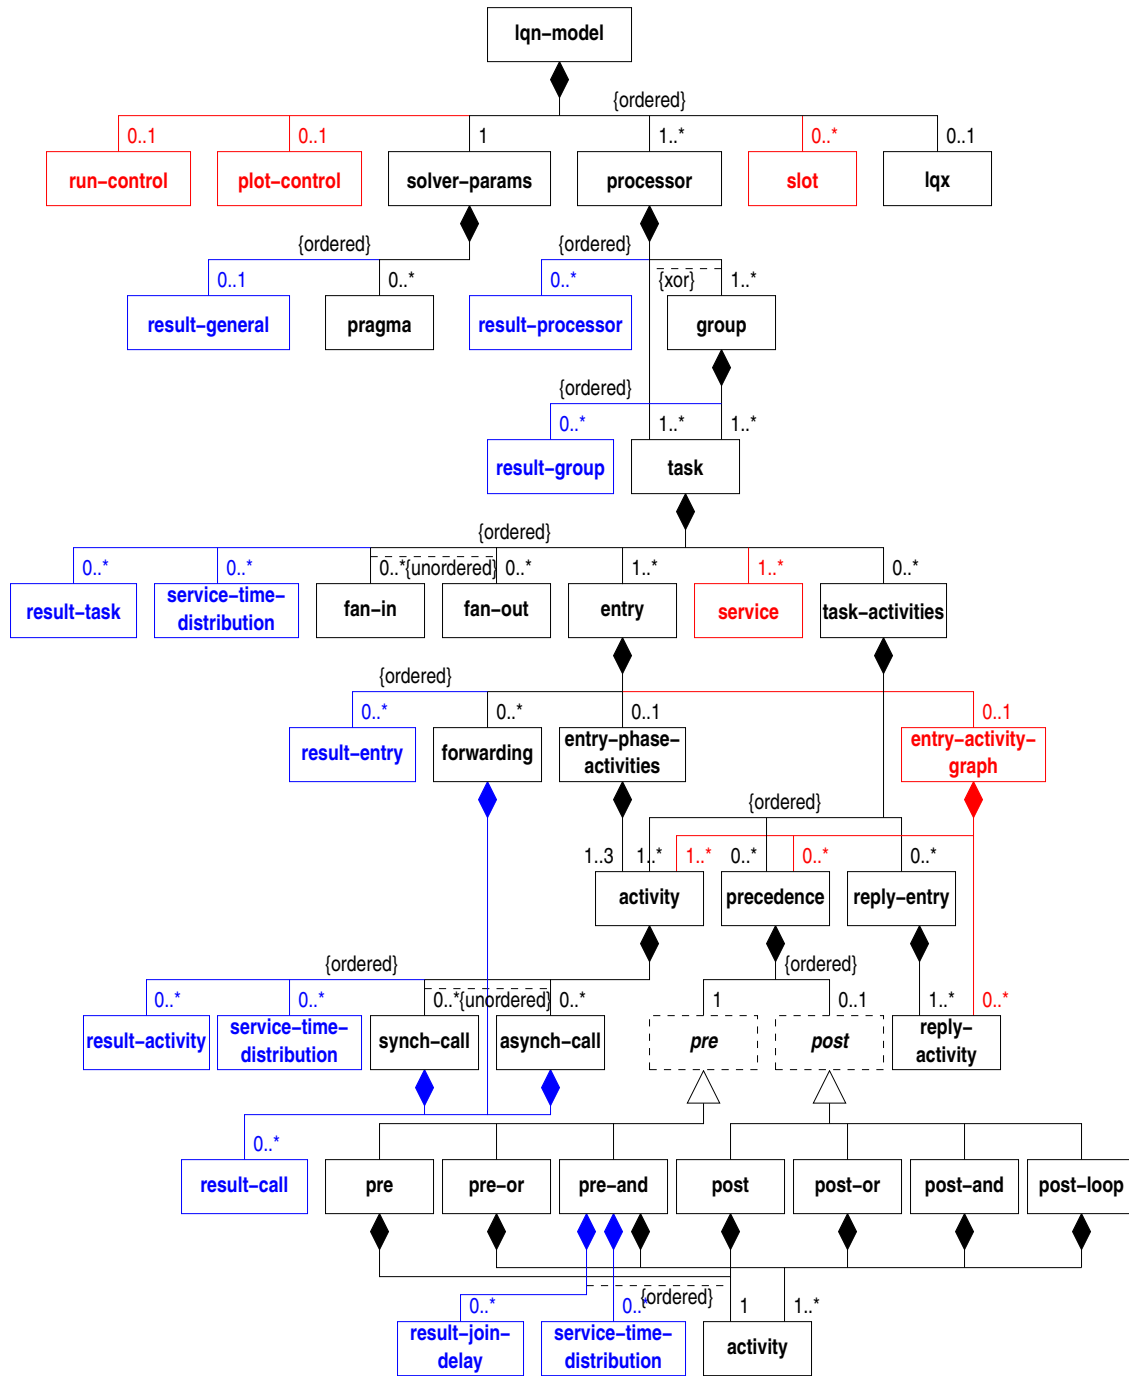 lqn–model
{ordered}
0..1 0..1 1 1..* 0..* 0..1
run–control plot–control solver–params processor slot lqx
{ordered} {ordered}
0..1 0..* 0..* {xor} 1..*
result–general pragma result–processor group
{ordered}
0..* 1..* 1..*
result–group task
{ordered}
0..* 0..* 0..* {unordered} 0..* 1..* 1..* 0..*
result–task service–time–distribution fan–in fan–out entry service task–activities
{ordered}
0..* 0..* 0..1 0..1
result–entry forwarding entry–phase–activities entry–activity–graph
{ordered}
1..3 1..* 1..* 0..* 0..* 0..*
activity precedence reply–entry
{ordered} {ordered}
0..* 0..* 0..* {unordered} 0..* 1 0..1 1..* 0..*
result–activity service–time–distribution synch–call asynch–call pre post reply–activity
0..*
result–call pre pre–or pre–and post post–or post–and post–loop
{ordered}
0..* 0..* 1 1..*
result–join–delay service–time–distribution activity